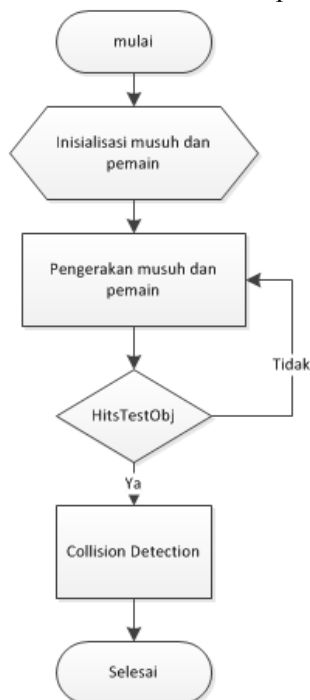 mulai
Inisialisasi musuh dan
pemain
Pengerakan musuh dan
pemain
Tidak
HitsTestObj
Ya
Collision Detection
Selesai